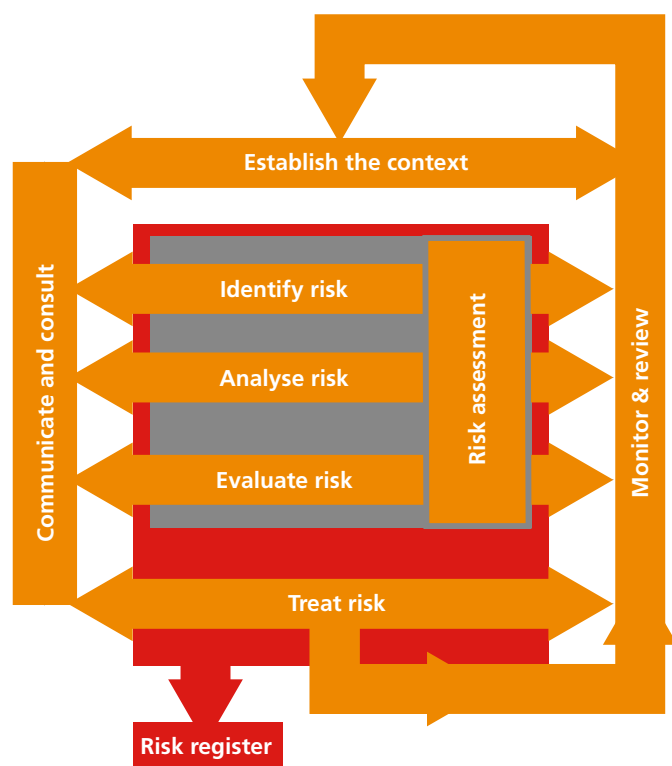 Establish the context
Communicate and consult
Identify risk
Analyse risk
Evaluate risk
Risk assessment
Monitor & review
Treat risk
Risk register